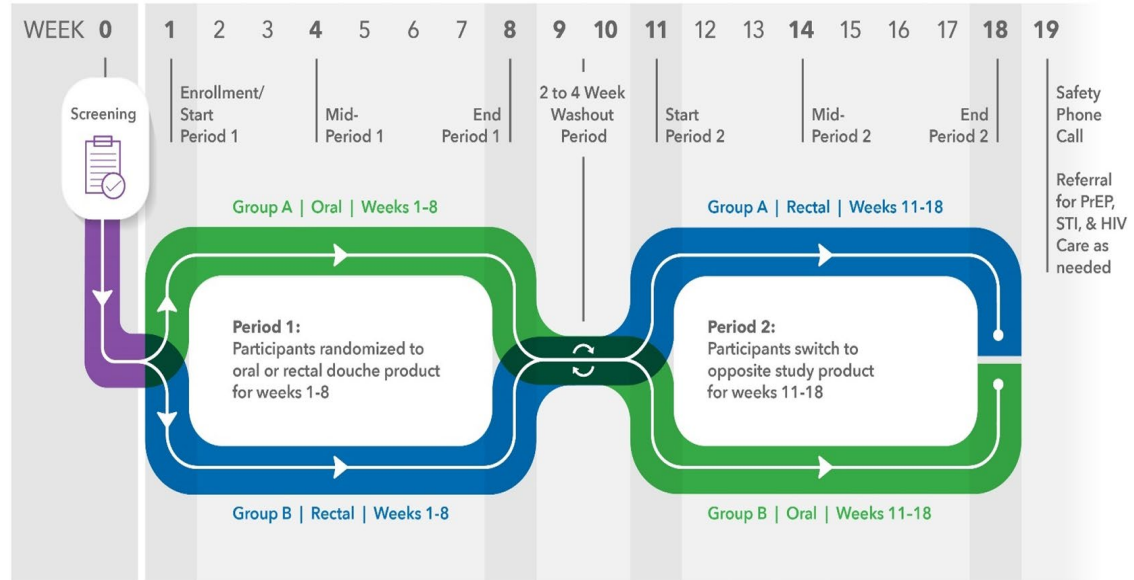 WEEK 0 1 2 3 4 5 6 7 8 9 10 11 12 13 14 15 16 17 18 19
Screening
Enrollment/
Start
Period 1
Mid-
Period 1
End
Period 1
2 to 4 Week
Washout
Period
Start
Period 2
Mid-
Period 2
End
Period 2
Safety
Phone
Call
Referral
for PrEP,
STI, & HIV
Care as
needed
Group A | Oral | Weeks 1-8
Group A | Rectal | Weeks 11-18
Period 1:
Participants randomized to
oral or rectal douche product
for weeks 1-8
Period 2:
Participants switch to
opposite study product
for weeks 11-18
Group B | Rectal | Weeks 1-8
Group B | Oral | Weeks 11-18